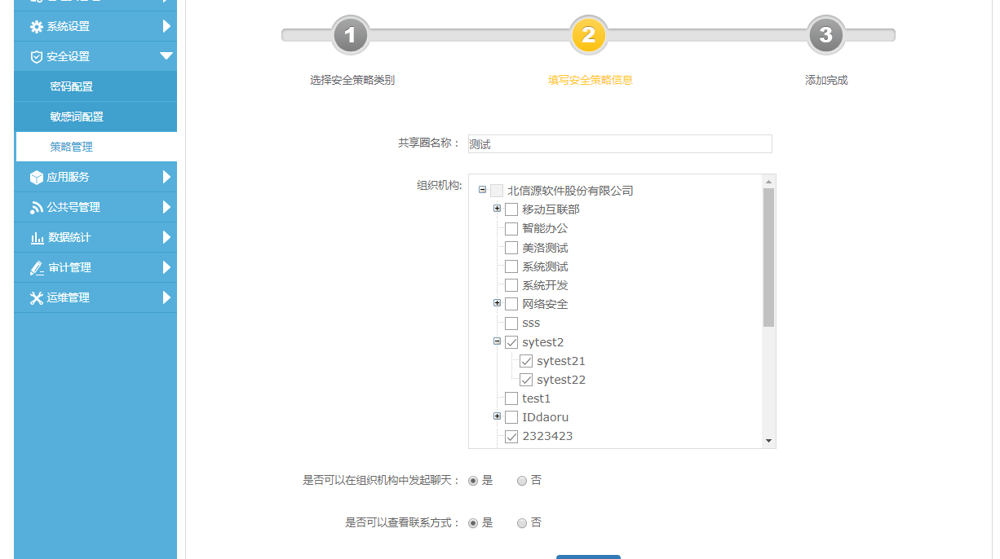 系统设置
安全设置
密码配置
敏感词配置
策略管理
应用服务
公共号管理
数据统计
审计管理
运维管理
1
2
3
选择安全策略类别
填写安全策略信息
添加完成
共享圈名称：
测试
组织机构:
北信源软件股份有限公司
移动互联部
智能办公
美洛测试
系统测试
系统开发
网络安全
sss
sytest2
sytest21
sytest22
test1
IDdaoru
2323423
是否可以在组织机构中发起聊天： 是 否
是否可以查看联系方式： 是 否